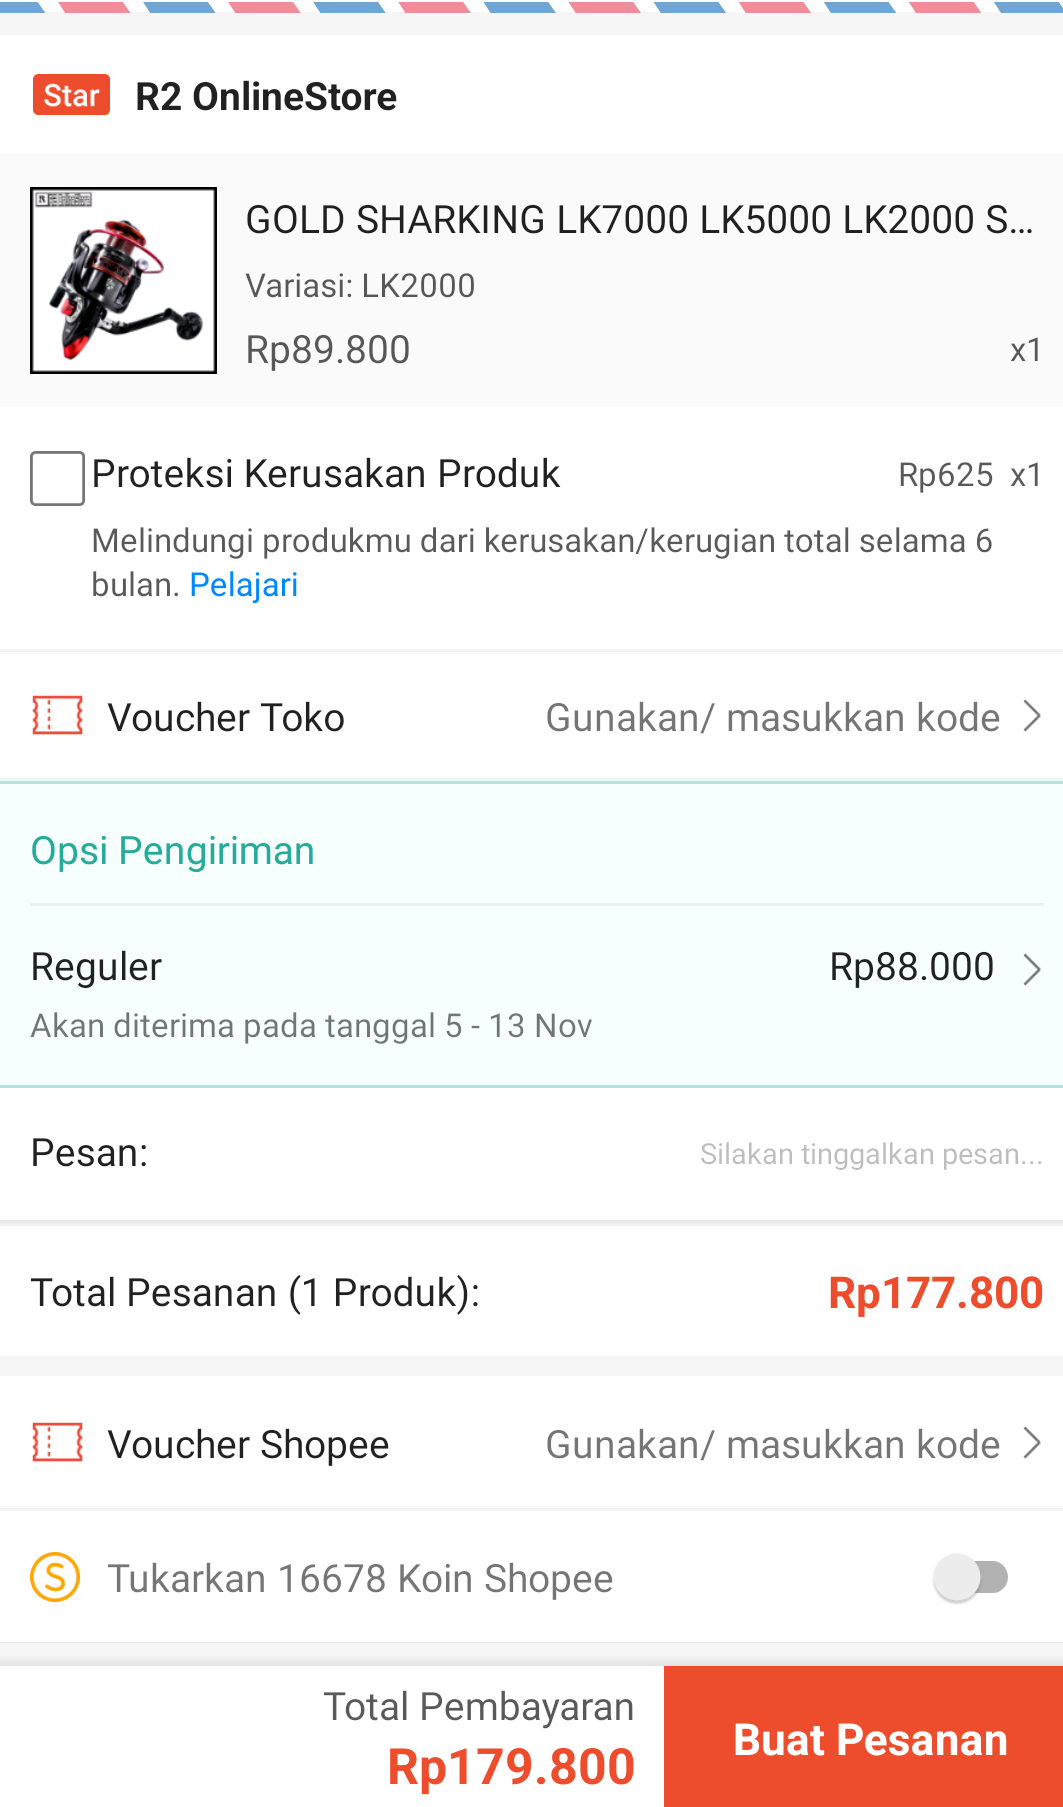 Star R2 OnlineStore
GOLD SHARKING LK7000 LK5000 LK2000 S...
Variasi: LK2000
Rp89.800 x1
Proteksi Kerusakan Produk Rp625 x1
Melindungi produkmu dari kerusakan/kerugian total selama 6
bulan. Pelajari
Voucher Toko Gunakan/ masukkan kode
Opsi Pengiriman
Reguler Rp88.000
Akan diterima pada tanggal 5 - 13 Nov
Pesan: Silakan tinggalkan pesan...
Total Pesanan (1 Produk): Rp177.800
Voucher Shopee Gunakan/ masukkan kode
Tukarkan 16678 Koin Shopee
Total Pembayaran
Rp179.800
Buat Pesanan